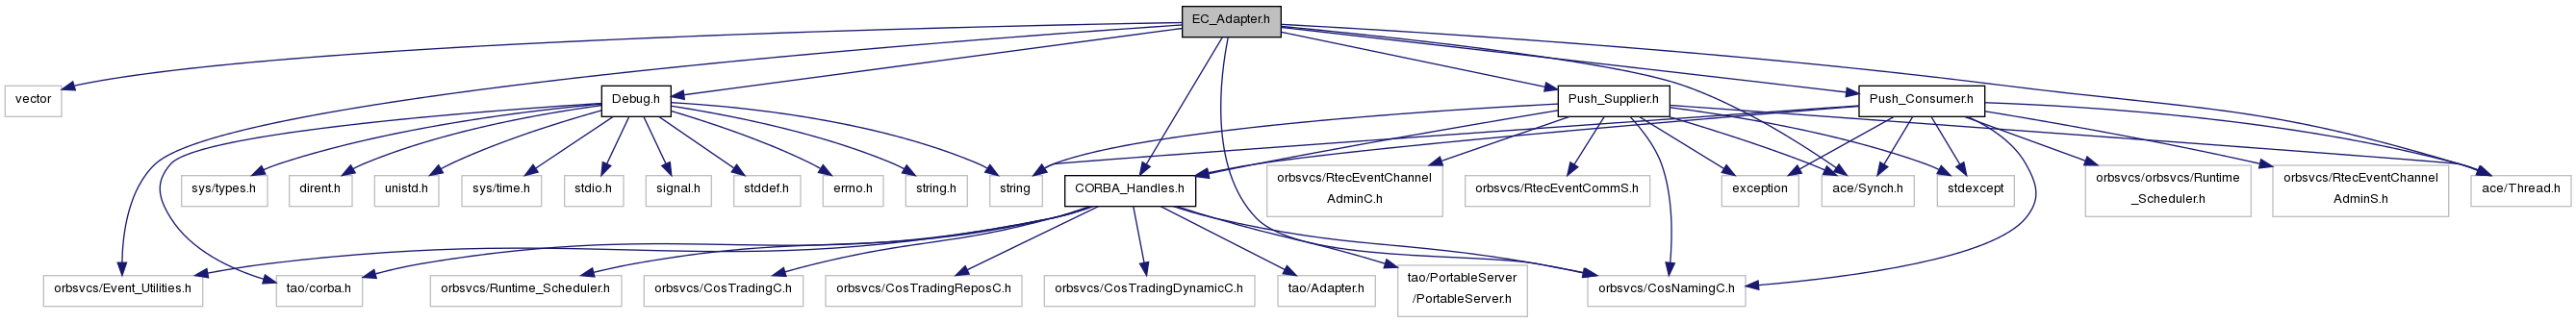 EC_Adapter.h
vector
Debug.h
Push_Supplier.h
Push_Consumer.h
sys/types.h
dirent.h
unistd.h
sys/time.h
stdio.h
signal.h
stddef.h
errno.h
string.h
string
CORBA_Handles.h
orbsvcs/RtecEventChannel
AdminC.h
orbsvcs/RtecEventCommS.h
exception
ace/Synch.h
stdexcept
orbsvcs/orbsvcs/Runtime
_Scheduler.h
orbsvcs/RtecEventChannel
AdminS.h
ace/Thread.h
orbsvcs/Event_Utilities.h
tao/corba.h
orbsvcs/Runtime_Scheduler.h
orbsvcs/CosTradingC.h
orbsvcs/CosTradingReposC.h
orbsvcs/CosTradingDynamicC.h
tao/Adapter.h
tao/PortableServer
/PortableServer.h
orbsvcs/CosNamingC.h